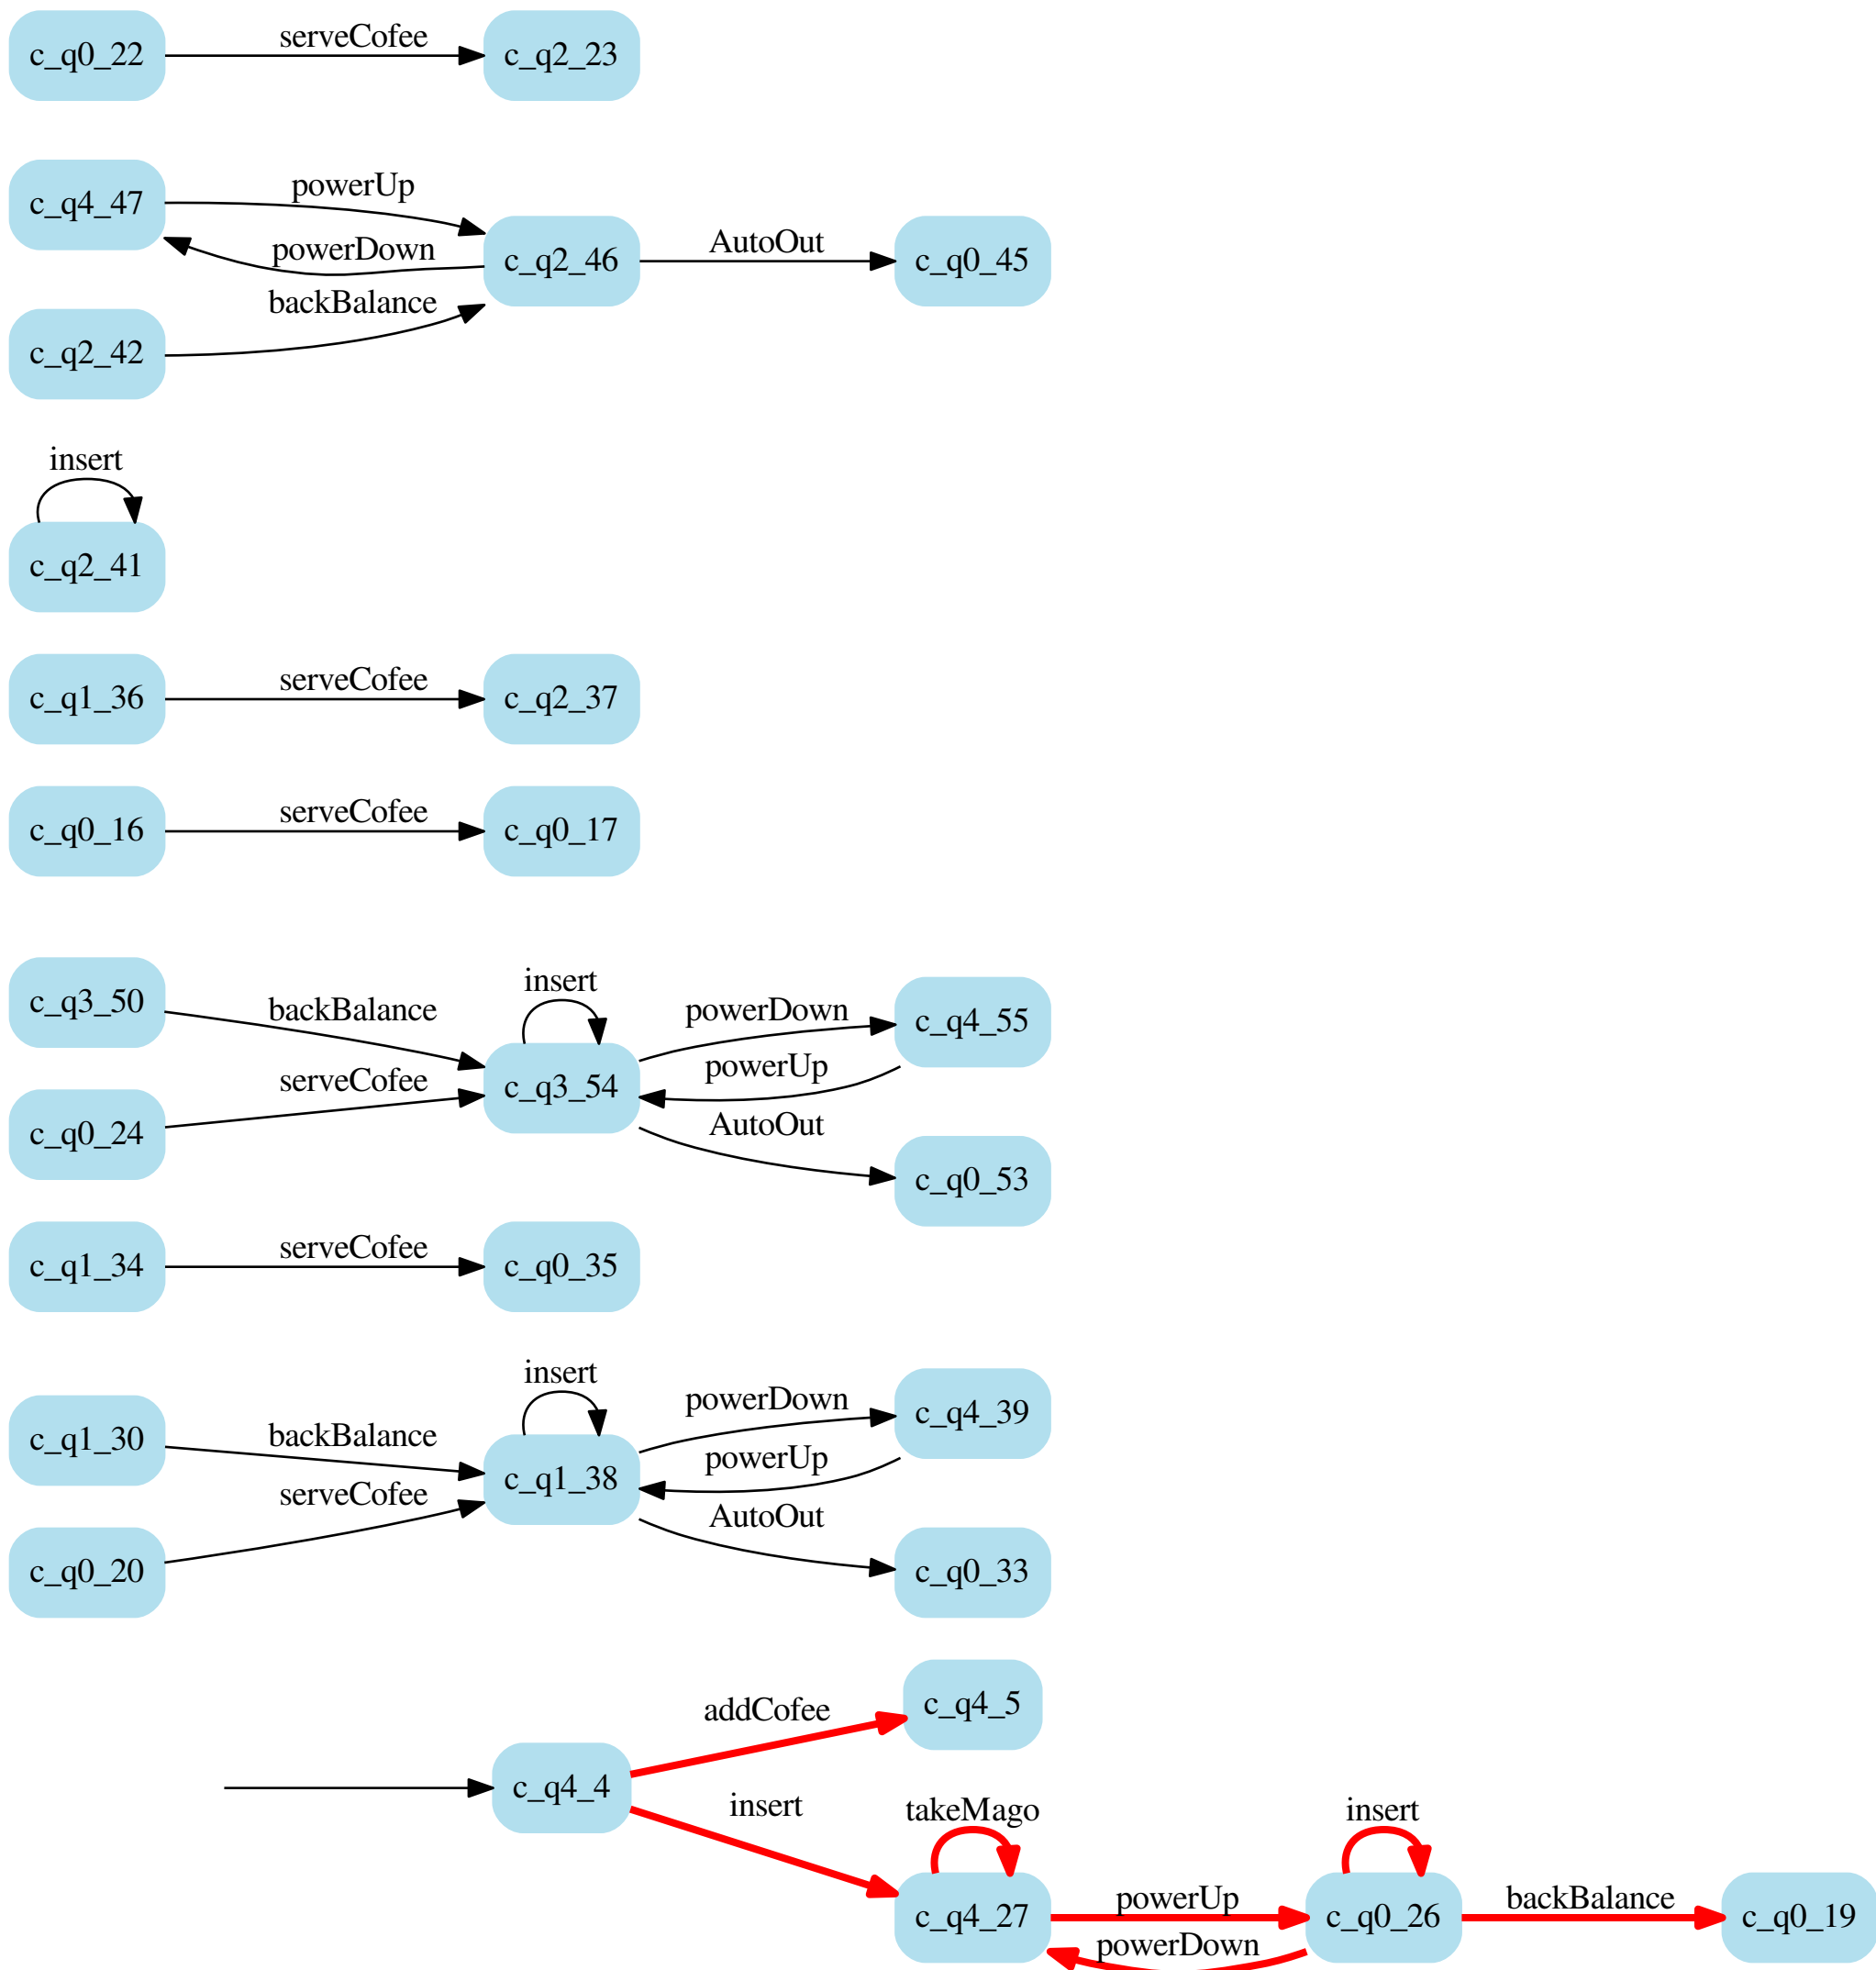 c_q0_22 serveCofee c_q2_23
c_q4_47 powerUp
powerDown c_q2_46 AutoOut c_q0_45
c_q2_42 backBalance
insert
c_q2_41
c_q1_36 serveCofee c_q2_37
c_q0_16 serveCofee c_q0_17
c_q3_50 backBalance insert powerDown c_q4_55
c_q0_24 serveCofee c_q3_54 powerUp
AutoOut c_q0_53
c_q1_34 serveCofee c_q0_35
c_q1_30 backBalance insert powerDown c_q4_39
c_q0_20 serveCofee c_q1_38 powerUp
AutoOut c_q0_33
addCofee c_q4_5
c_q4_4 insert
takeMago insert
c_q4_27 powerUp c_q0_26 backBalance c_q0_19
powerDown